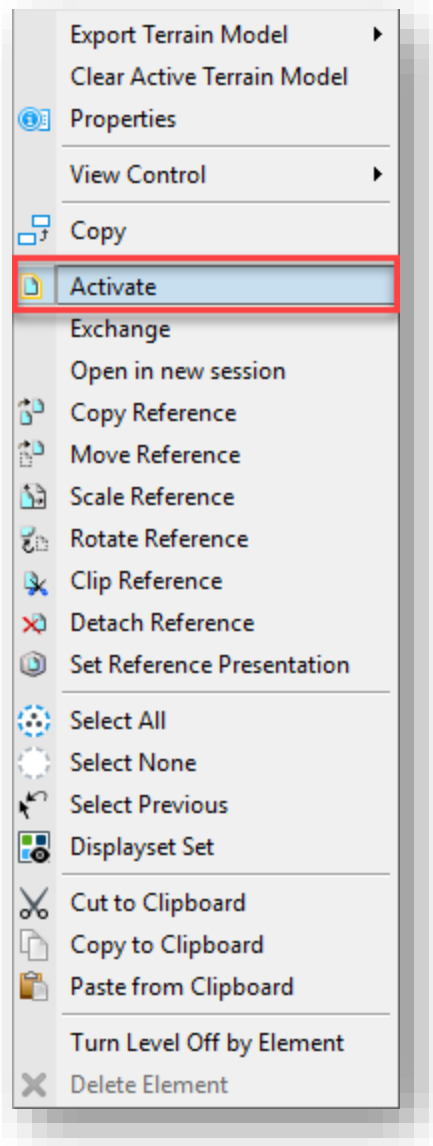 Export Terrain Model
Clear Active Terrain Model
Properties
View Control
Copy
Activate
Exchange
Open in new session
Copy Reference
Move Reference
Scale Reference
Rotate Reference
Clip Reference
Detach Reference
Set Reference Presentation
Select All
Select None
Select Previous
Displayset Set
Cut to Clipboard
Copy to Clipboard
Paste from Clipboard
Turn Level Off by Element
Delete Element